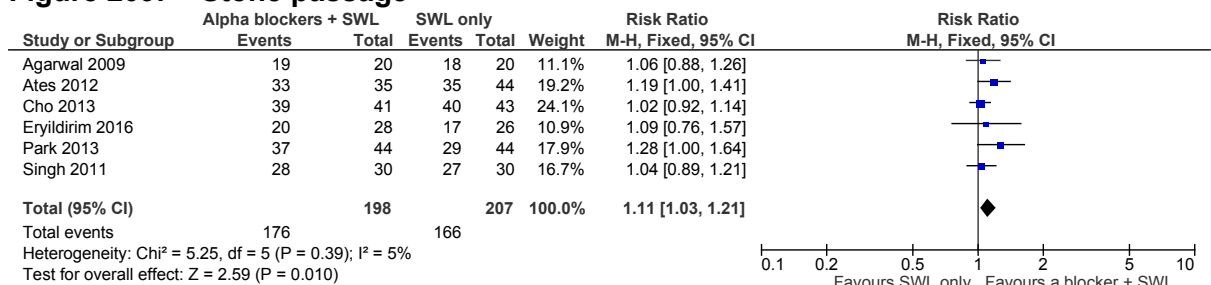 Alpha blockers + SWL SWL only Risk Ratio Risk Ratio
Study or Subgroup Events Total Events Total Weight M-H, Fixed, 95% CI M-H, Fixed, 95% CI
Agarwal 2009 19 20 18 20 11.1% 1.06 [0.88, 1.26]
Ates 2012 33 35 35 44 19.2% 1.19 [1.00, 1.41]
Cho 2013 39 41 40 43 24.1% 1.02 [0.92, 1.14]
Eryildirim 2016 20 28 17 26 10.9% 1.09 [0.76, 1.57]
Park 2013 37 44 29 44 17.9% 1.28 [1.00, 1.64]
Singh 2011 28 30 27 30 16.7% 1.04 [0.89, 1.21]
Total (95% CI) 198 207 100.0% 1.11 [1.03, 1.21]
Total events 176 166
Heterogeneity: Chi² = 5.25, df = 5 (P = 0.39); I² = 5%
Test for overall effect: Z = 2.59 (P = 0.010)
0.1 0.2 0.5 1 2 5 10
Favours SWL only Favours a blocker + SWL